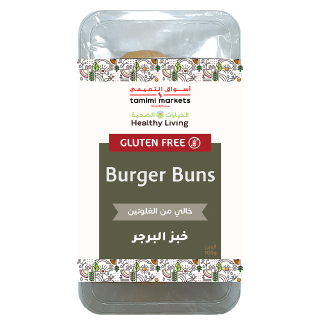 أسواق التميمي
tamimi markets
الخيارات الصحية
Healthy Living
GLUTEN FREE
Burger Buns
خالي من الغلوتين
خبز البرجر